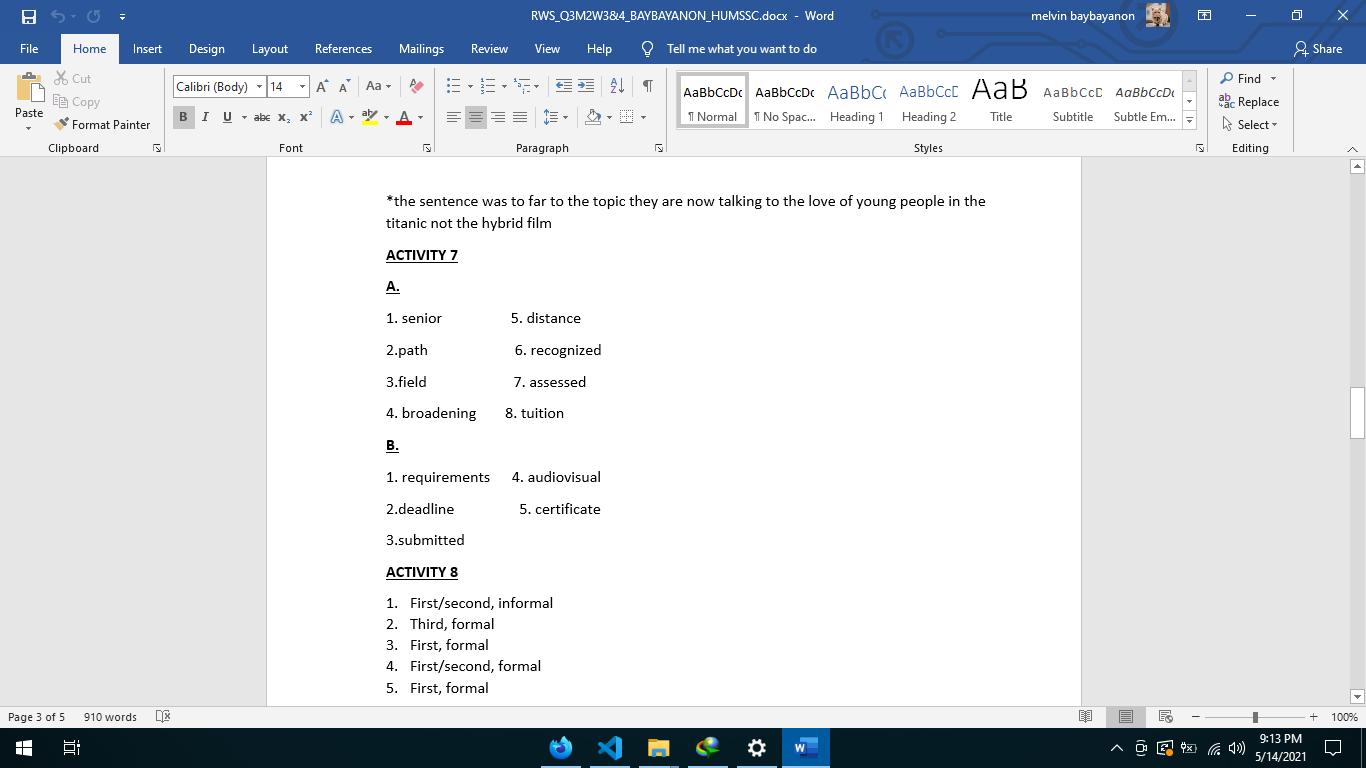 RWS_Q3M2W3&4_BAYBAYANON_HUMSSC.docx - Word
melvin baybayanon
File Home Insert Design Layout References Mailings Review View Help Tell me what you want to do Share
Paste
Cut
Copy
Format Painter
Clipboard
Calibri (Body) 14 A A Aa
B I U abc x₂ x² A ab A
Font
Paragraph
AaBbCcDc AaBbCcDc AaBbCc AaBbCcD AaB AaBbCcD AaBbCcDc
¶ Normal ¶ No Spac... Heading 1 Heading 2 Title Subtitle Subtle Em...
Styles
Find
Replace
Select
Editing
*the sentence was to far to the topic they are now talking to the love of young people in the
titanic not the hybrid film
ACTIVITY 7
A.
1. senior 5. distance
2.path 6. recognized
3.field 7. assessed
4. broadening 8. tuition
B.
1. requirements 4. audiovisual
2.deadline 5. certificate
3.submitted
ACTIVITY 8
1. First/second, informal
2. Third, formal
3. First, formal
4. First/second, formal
5. First, formal
Page 3 of 5 910 words 100%
9:13 PM
5/14/2021